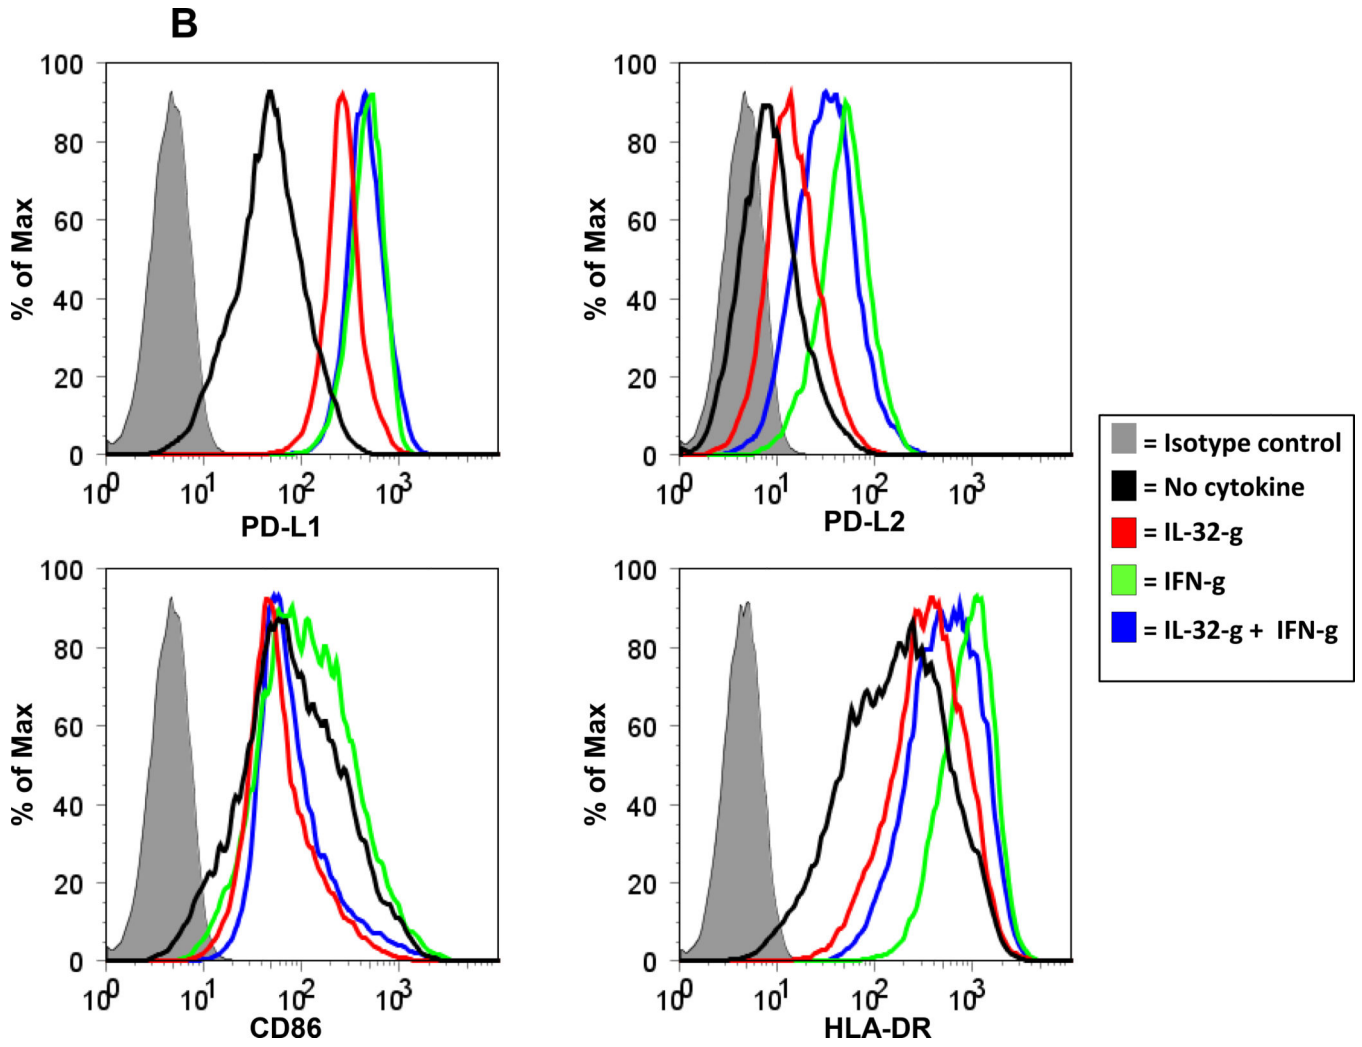 B
100
80
60
40
20
0
% of Max
10^0 10^1 10^2 10^3
PD-L1
100
80
60
40
20
0
% of Max
10^0 10^1 10^2 10^3
PD-L2
100
80
60
40
20
0
% of Max
10^0 10^1 10^2 10^3
CD86
100
80
60
40
20
0
% of Max
10^0 10^1 10^2 10^3
HLA-DR
= Isotype control
= No cytokine
= IL-32-g
= IFN-g
= IL-32-g + IFN-g